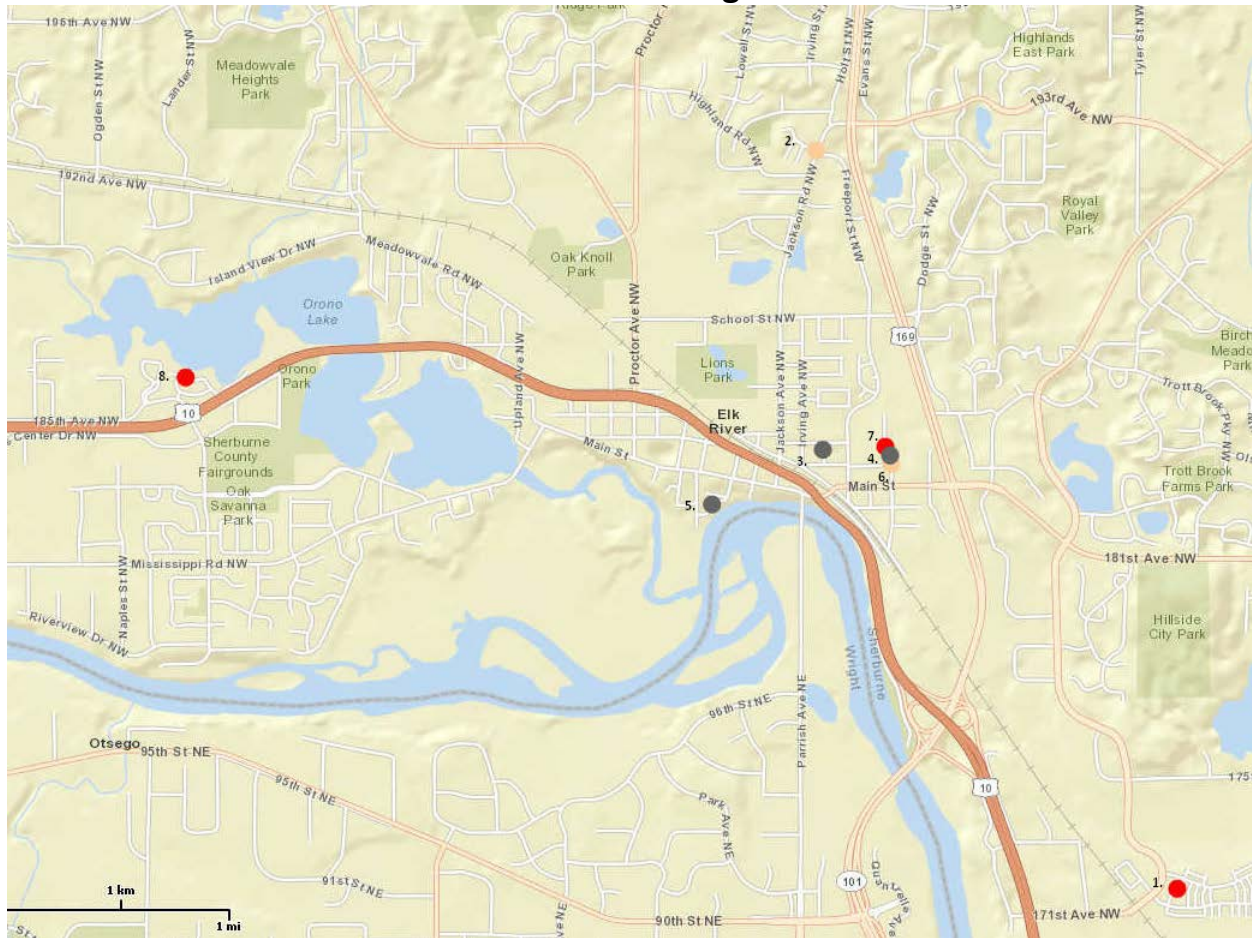 196th Ave NW
Ogden St NW
Lander St NW
Meadowvale
Heights
Park
Lowell St NW
Irving St NW
Holt St NW
Evans St NW
Highlands
East Park
Tyler St NW
193rd Ave NW
Highland Rd NW
2.
192nd Ave NW
Jackson Rd NW
Freeport St NW
Dodge St NW
Royal
Valley
Park
Island View Dr NW
Meadowvale Rd NW
Oak Knoll
Park
Orono
Lake
School St NW
169
Proctor Ave NW
Lions
Park
Birch
Meadow
Park
Trott Brook Pky NW
8.
Orono
Park
10
185th Ave NW
Center Dr NW
Upland Ave NW
Jackson Ave NW
Irving Ave NW
Elk
River
Sherburne
County
Fairgrounds
Main St
3.
7.
4.
6.
Main St
Trott Brook
Farms Park
Oak
Savanna
Park
5.
Mississippi Rd NW
181st Ave NW
Naples St NW
Riverview Dr NW
Hillside
City Park
Sherburne
Wright
96th St NE
Parrish Ave NE
Otsego
95th St NE
95th St NE
10
Park Ave NE
91st St NE
101
1.
171st Ave NW
90th St NE
1 km
1 mi